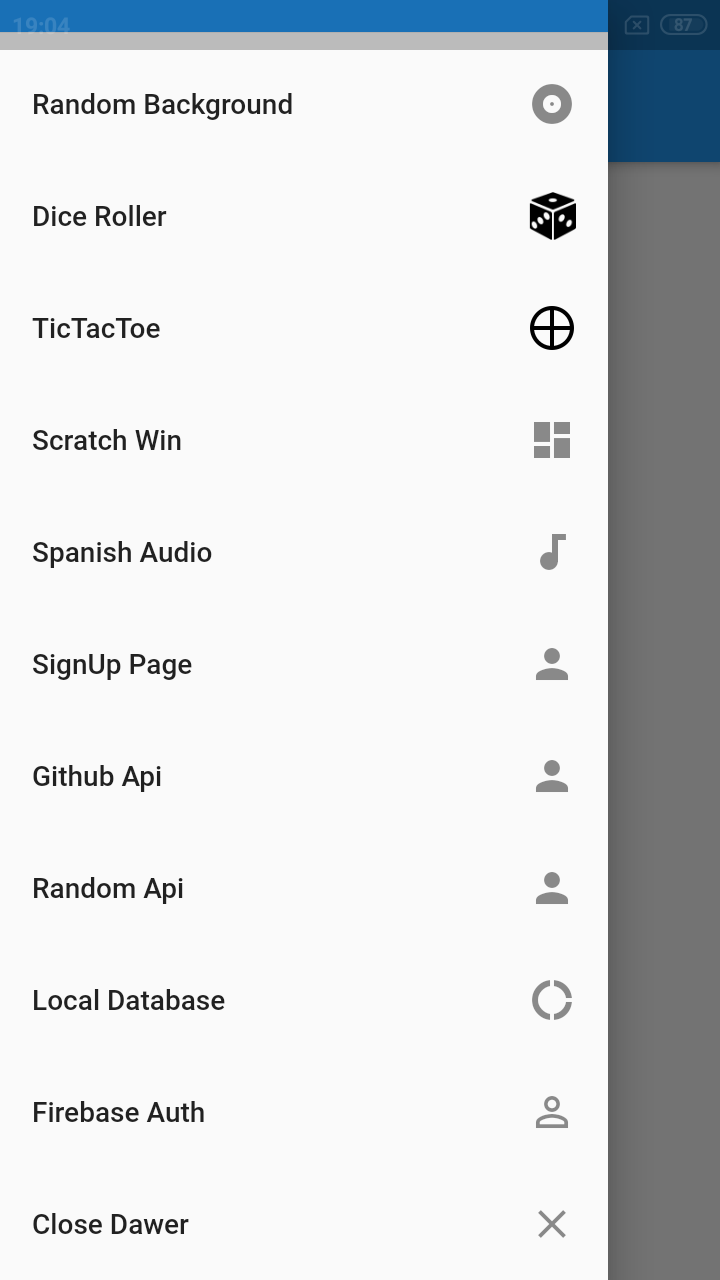 19:04
87
Random Background
Dice Roller
TicTacToe
Scratch Win
Spanish Audio
SignUp Page
Github Api
Random Api
Local Database
Firebase Auth
Close Dawer